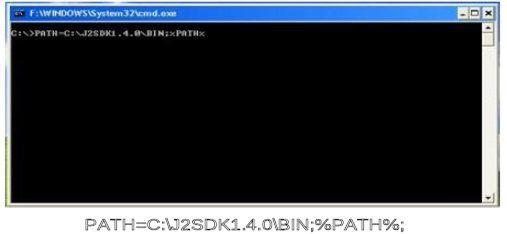 F:\WINDOWS\System32\cmd.exe
C:\>PATH=C:\J2SDK1.4.0\BIN;%PATH%
PATH=C:\J2SDK1.4.0\BIN;%PATH%;